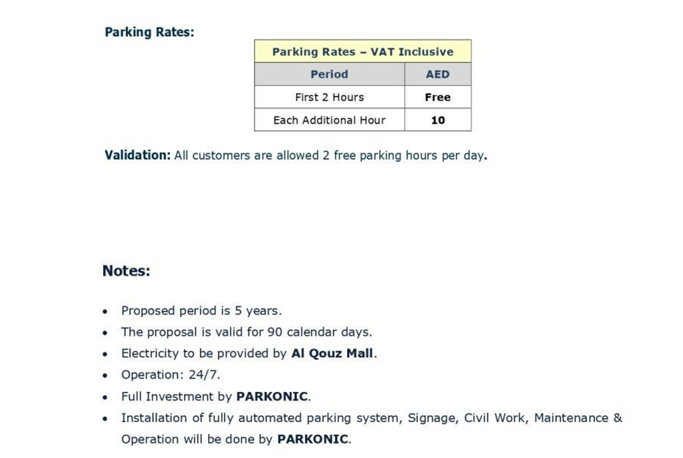 Parking Rates:
Parking Rates – VAT Inclusive
Period AED
First 2 Hours Free
Each Additional Hour 10
Validation: All customers are allowed 2 free parking hours per day.
Notes:
• Proposed period is 5 years.
• The proposal is valid for 90 calendar days.
• Electricity to be provided by Al Qouz Mall.
• Operation: 24/7.
• Full Investment by PARKONIC.
• Installation of fully automated parking system, Signage, Civil Work, Maintenance &
Operation will be done by PARKONIC.